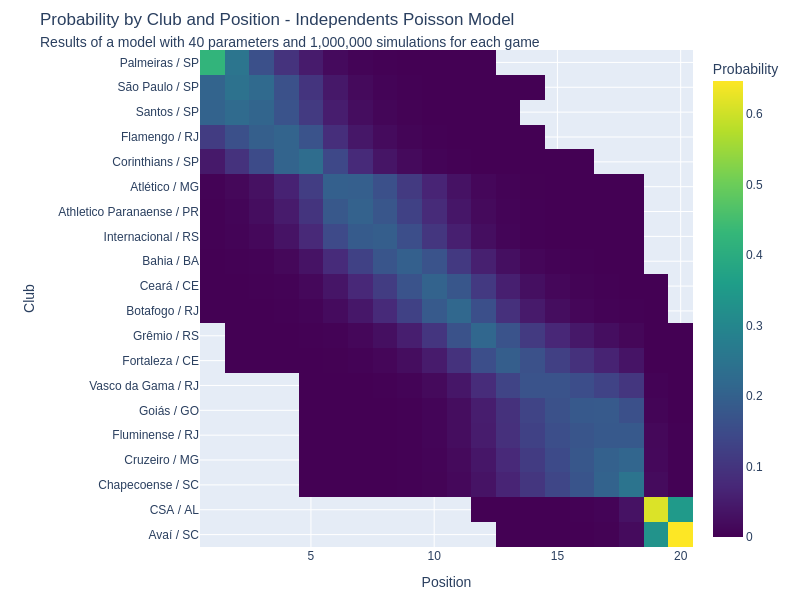 Probability by Club and Position - Independents Poisson Model
Results of a model with 40 parameters and 1,000,000 simulations for each game
Probability
Palmeiras / SP
São Paulo / SP
Santos / SP
Flamengo / RJ
Corinthians / SP
Atlético / MG
Athletico Paranaense / PR
Internacional / RS
Bahia / BA
Ceará / CE
Botafogo / RJ
Grêmio / RS
Fortaleza / CE
Vasco da Gama / RJ
Goiás / GO
Fluminense / RJ
Cruzeiro / MG
Chapecoense / SC
CSA / AL
Avaí / SC
Club
5
10
15
20
Position
0.6
0.5
0.4
0.3
0.2
0.1
0